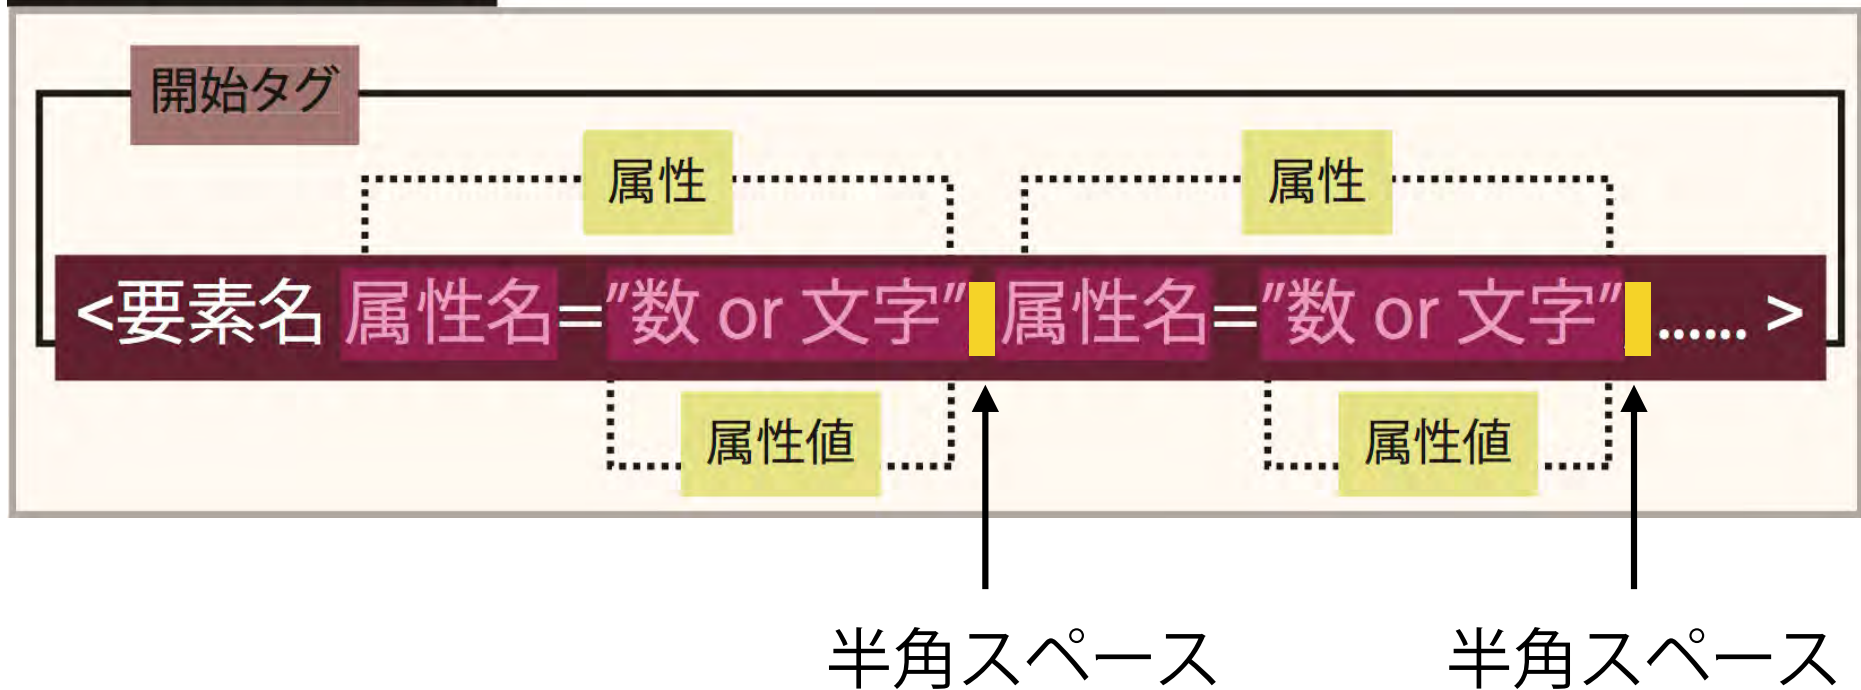 開始タグ
属性 属性
<要素名 属性名=″数 or 文字″ 属性名=″数 or 文字″ ...... >
属性値 属性値
半角スペース 半角スペース